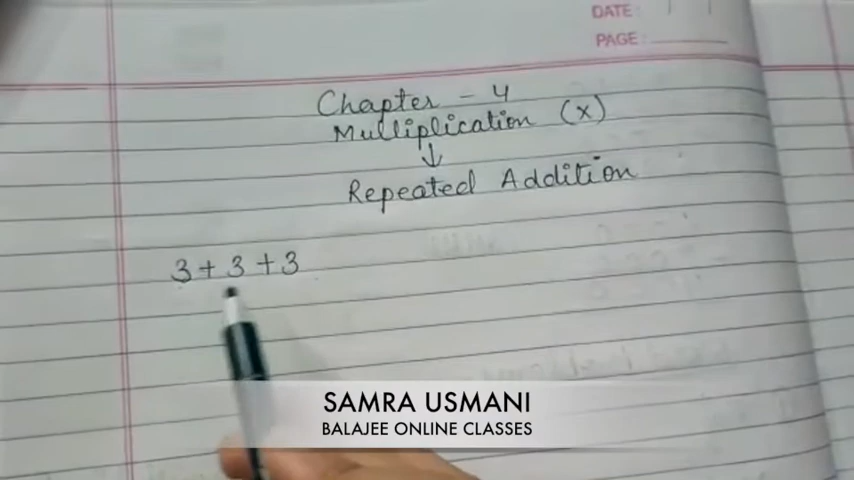 DATE:
PAGE:
Chapter - 4
Multiplication (x)
↓
Repeated Addition
3+3+3
SAMRA USMANI
BALAJEE ONLINE CLASSES